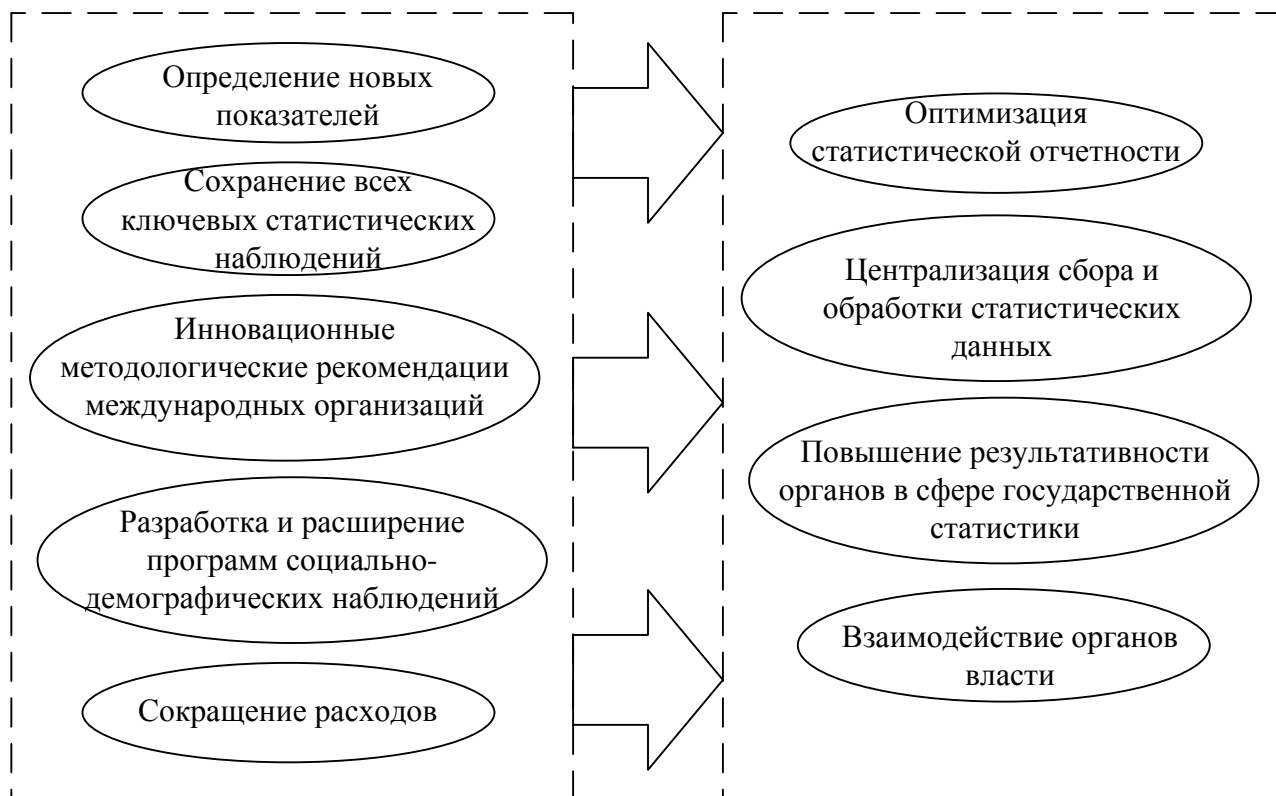 Определение новых
показателей
Сохранение всех
ключевых статистических
наблюдений
Инновационные
методологические рекомендации
международных организаций
Разработка и расширение
программ социально-
демографических наблюдений
Сокращение расходов
Оптимизация
статистической отчетности
Централизация сбора и
обработки статистических
данных
Повышение результативности
органов в сфере государственной
статистики
Взаимодействие органов
власти